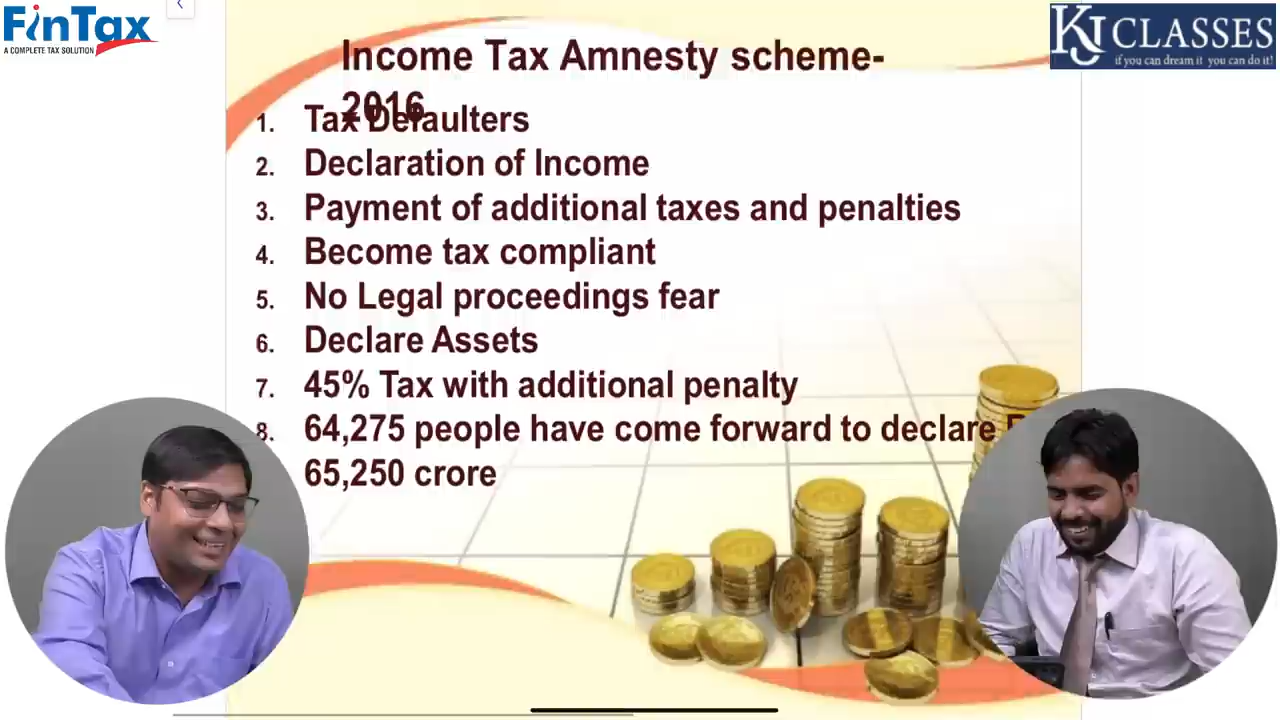 FinTax
A COMPLETE TAX SOLUTION
KJ CLASSES
if you can dream it you can do it!
Income Tax Amnesty scheme-
2016
1. Tax Defaulters
2. Declaration of Income
3. Payment of additional taxes and penalties
4. Become tax compliant
5. No Legal proceedings fear
6. Declare Assets
7. 45% Tax with additional penalty
8. 64,275 people have come forward to declare
65,250 crore